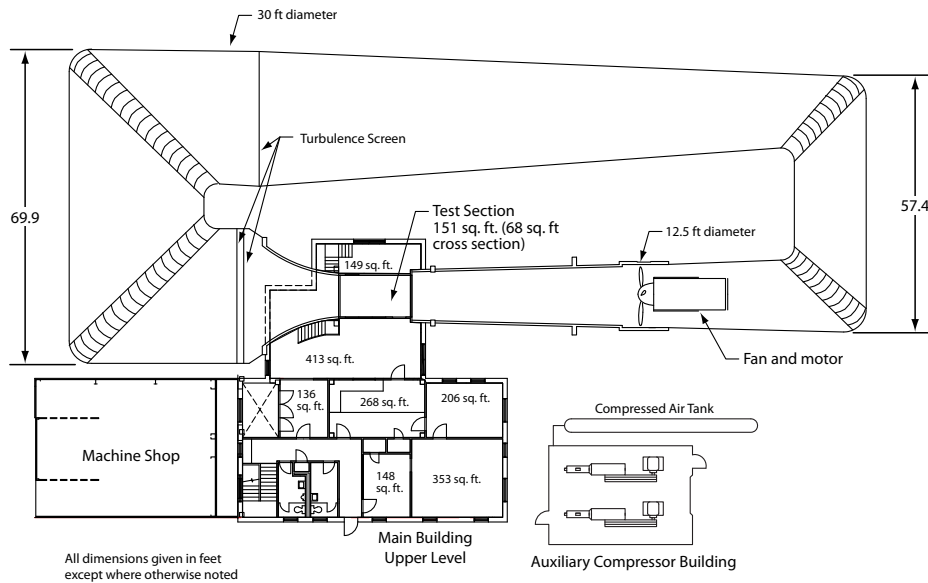 30 ft diameter
Turbulence Screen
69.9
57.4
Test Section
151 sq. ft. (68 sq. ft
cross section)
12.5 ft diameter
149 sq. ft.
Fan and motor
413 sq. ft.
136
sq. ft.
268 sq. ft.
206 sq. ft.
Compressed Air Tank
Machine Shop
148
sq. ft.
353 sq. ft.
Main Building
Upper Level
Auxiliary Compressor Building
All dimensions given in feet
except where otherwise noted